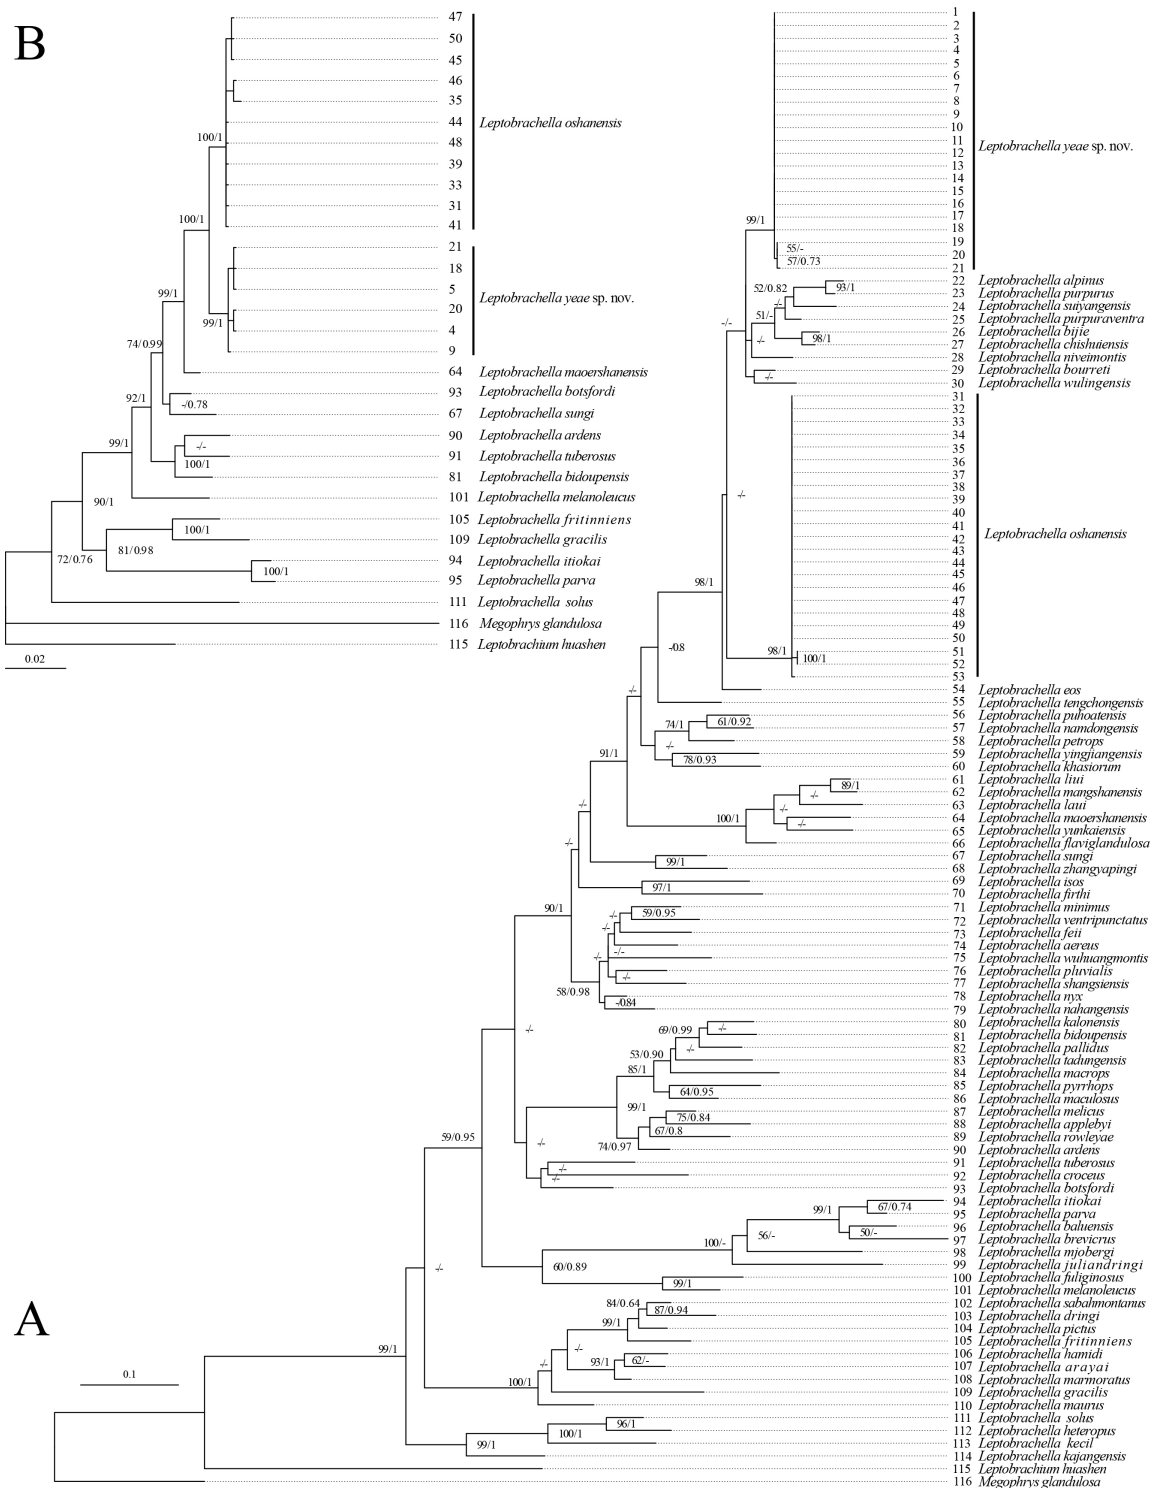 B
47
50
45
46
35
44
48
39
33
31
41
Leptobrachella oshanensis
100/1
100/1
21
18
5
20
4
9
Leptobrachella yeae sp. nov.
99/1
99/1
64 Leptobrachella maoershanensis
74/0.99
93 Leptobrachella botsfordi
-/0.78
67 Leptobrachella sungi
92/1
90 Leptobrachella ardens
-/-
91 Leptobrachella tuberosus
100/1
81 Leptobrachella bidoupensis
99/1
101 Leptobrachella melanoleucus
90/1
105 Leptobrachella fritinniens
100/1
109 Leptobrachella gracilis
81/0.98
94 Leptobrachella itiokai
100/1
95 Leptobrachella parva
72/0.76
111 Leptobrachella solus
116 Megophrys glandulosa
115 Leptobrachium huashen
0.02
1
2
3
4
5
6
7
8
9
10
11
12
13
14
15
16
17
18
19
20
21
Leptobrachella yeae sp. nov.
99/1
55/-
57/0.73
22 Leptobrachella alpinus
23 Leptobrachella purpurus
24 Leptobrachella suiyangensis
25 Leptobrachella purpuraventra
26 Leptobrachella bijie
27 Leptobrachella chishuiensis
28 Leptobrachella niveimontis
29 Leptobrachella bourreti
30 Leptobrachella wulingensis
52/0.82
93/1
-/-
51/-
98/1
-/-
-/-
-/-
31
32
33
34
35
36
37
38
39
40
41
42
43
44
45
46
47
48
49
50
51
52
53
Leptobrachella oshanensis
-/-
98/1
98/1
100/1
-/0.8
54 Leptobrachella eos
55 Leptobrachella tengchongensis
56 Leptobrachella puhoatensis
57 Leptobrachella namdongensis
58 Leptobrachella petrops
59 Leptobrachella yingjiangensis
60 Leptobrachella khasiorum
61 Leptobrachella liui
62 Leptobrachella mangshanensis
63 Leptobrachella laui
64 Leptobrachella maoershanensis
65 Leptobrachella yunkaiensis
66 Leptobrachella flaviglandulosa
67 Leptobrachella sungi
68 Leptobrachella zhangyapingi
69 Leptobrachella isos
70 Leptobrachella firthi
71 Leptobrachella minimus
72 Leptobrachella ventripunctatus
73 Leptobrachella feii
74 Leptobrachella aereus
75 Leptobrachella wuhuangmontis
76 Leptobrachella pluvialis
77 Leptobrachella shangsiensis
78 Leptobrachella nyx
79 Leptobrachella nahangensis
-/-
74/1
61/0.92
-/-
78/0.93
91/1
89/1
-/-
-/-
100/1
-/-
-/-
99/1
-/-
97/1
90/1
-/-
59/0.95
-/-
-/-
-/-
-/-
58/0.98
-/0.84
80 Leptobrachella kalonensis
81 Leptobrachella bidoupensis
82 Leptobrachella pallidus
83 Leptobrachella tadungensis
84 Leptobrachella macrops
85 Leptobrachella pyrrhops
86 Leptobrachella maculosus
87 Leptobrachella melicus
88 Leptobrachella applebyi
89 Leptobrachella rowleyae
90 Leptobrachella ardens
91 Leptobrachella tuberosus
92 Leptobrachella croceus
93 Leptobrachella botsfordi
-/-
69/0.99
-/-
-/-
53/0.90
85/1
64/0.95
99/1
75/0.84
67/0.8
74/0.97
-/-
-/-
-/-
59/0.95
94 Leptobrachella itiokai
95 Leptobrachella parva
96 Leptobrachella baluensis
97 Leptobrachella brevicrus
98 Leptobrachella mjobergi
99 Leptobrachella juliandringi
100 Leptobrachella fuliginosus
101 Leptobrachella melanoleucus
99/1
67/0.74
50/-
56/-
100/-
60/0.89
99/1
-/-
102 Leptobrachella sabahmontanus
103 Leptobrachella dringi
104 Leptobrachella pictus
105 Leptobrachella fritinniens
106 Leptobrachella hamidi
107 Leptobrachella arayai
108 Leptobrachella marmoratus
109 Leptobrachella gracilis
110 Leptobrachella maurus
84/0.64
87/0.94
99/1
-/-
62/-
93/1
-/-
100/1
99/1
111 Leptobrachella solus
112 Leptobrachella heteropus
113 Leptobrachella kecil
114 Leptobrachella kajangensis
96/1
100/1
99/1
115 Leptobrachium huashen
116 Megophrys glandulosa
A
0.1